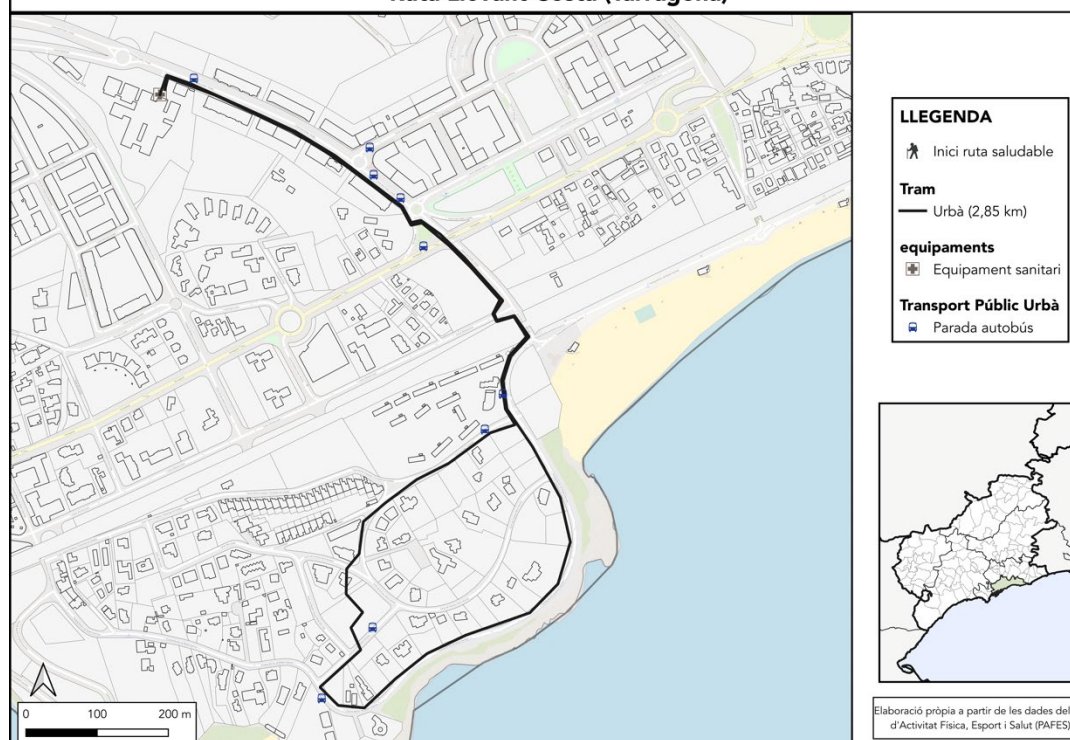 LLEGENDA
Inici ruta saludable
Tram
Urbà (2,85 km)
equipaments
Equipament sanitari
Transport Públic Urbà
Parada autobús
0 100 200 m
Elaboració pròpia a partir de les dades del
d'Activitat Física, Esport i Salut (PAFES)